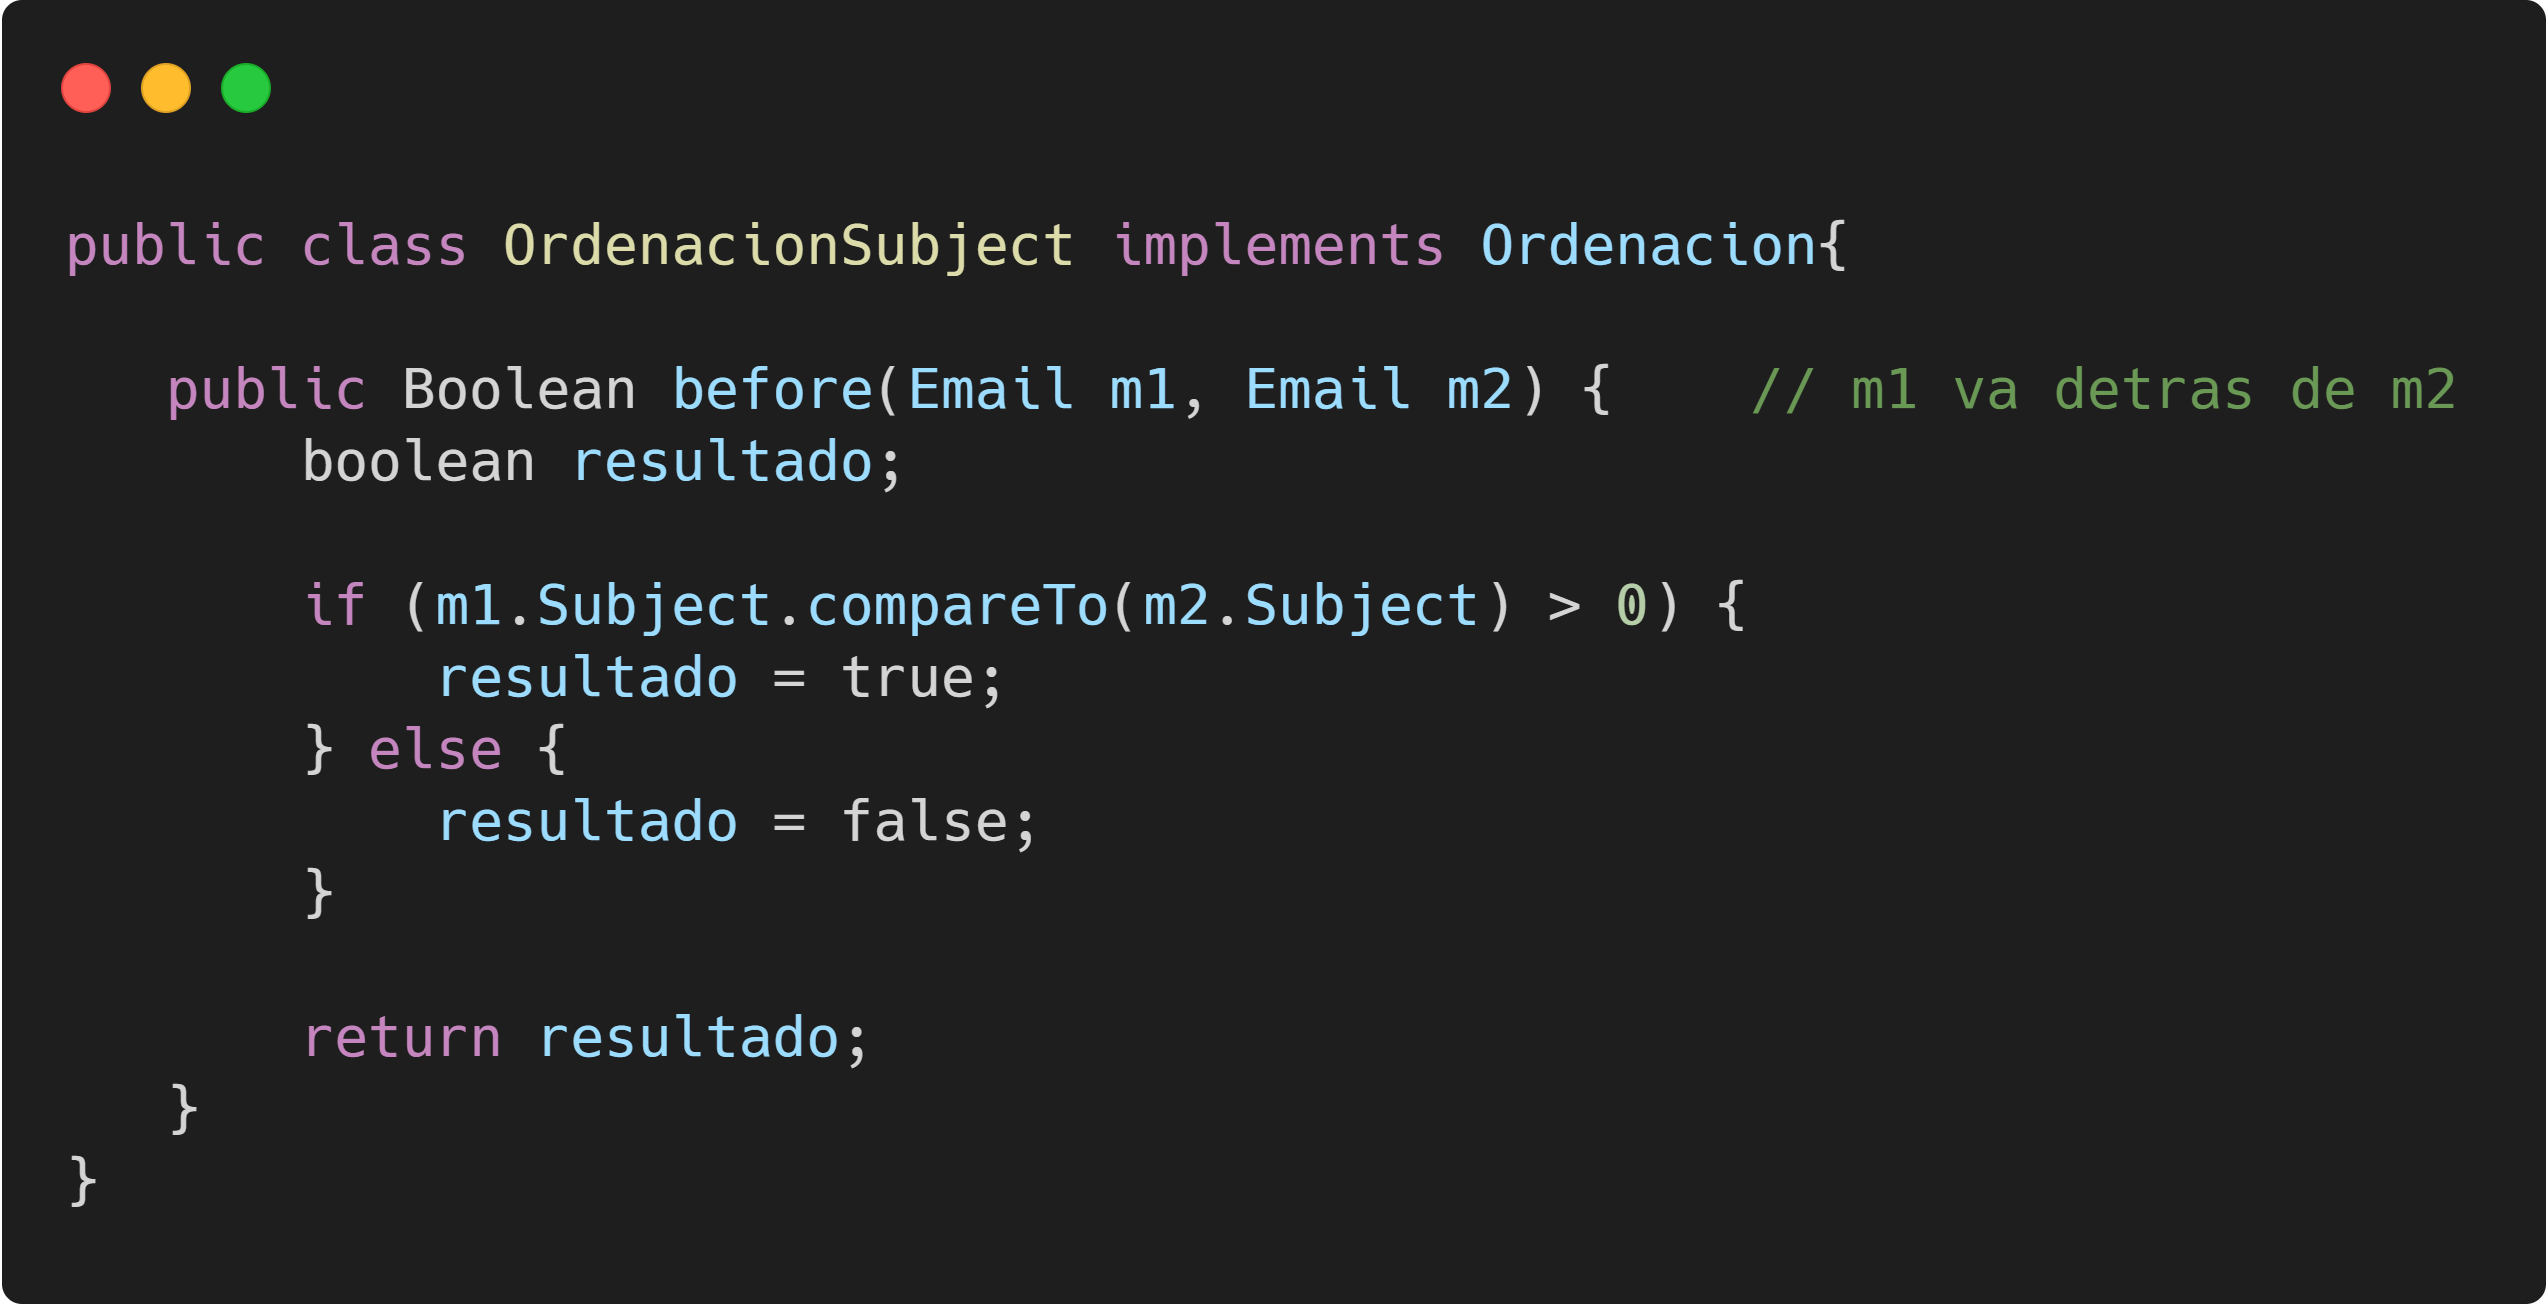 public class OrdenacionSubject implements Ordenacion{
public Boolean before(Email m1, Email m2) {    // m1 va detras de m2
boolean resultado;
if (m1.Subject.compareTo(m2.Subject) > 0) {
resultado = true;
} else {
resultado = false;
}
return resultado;
}
}